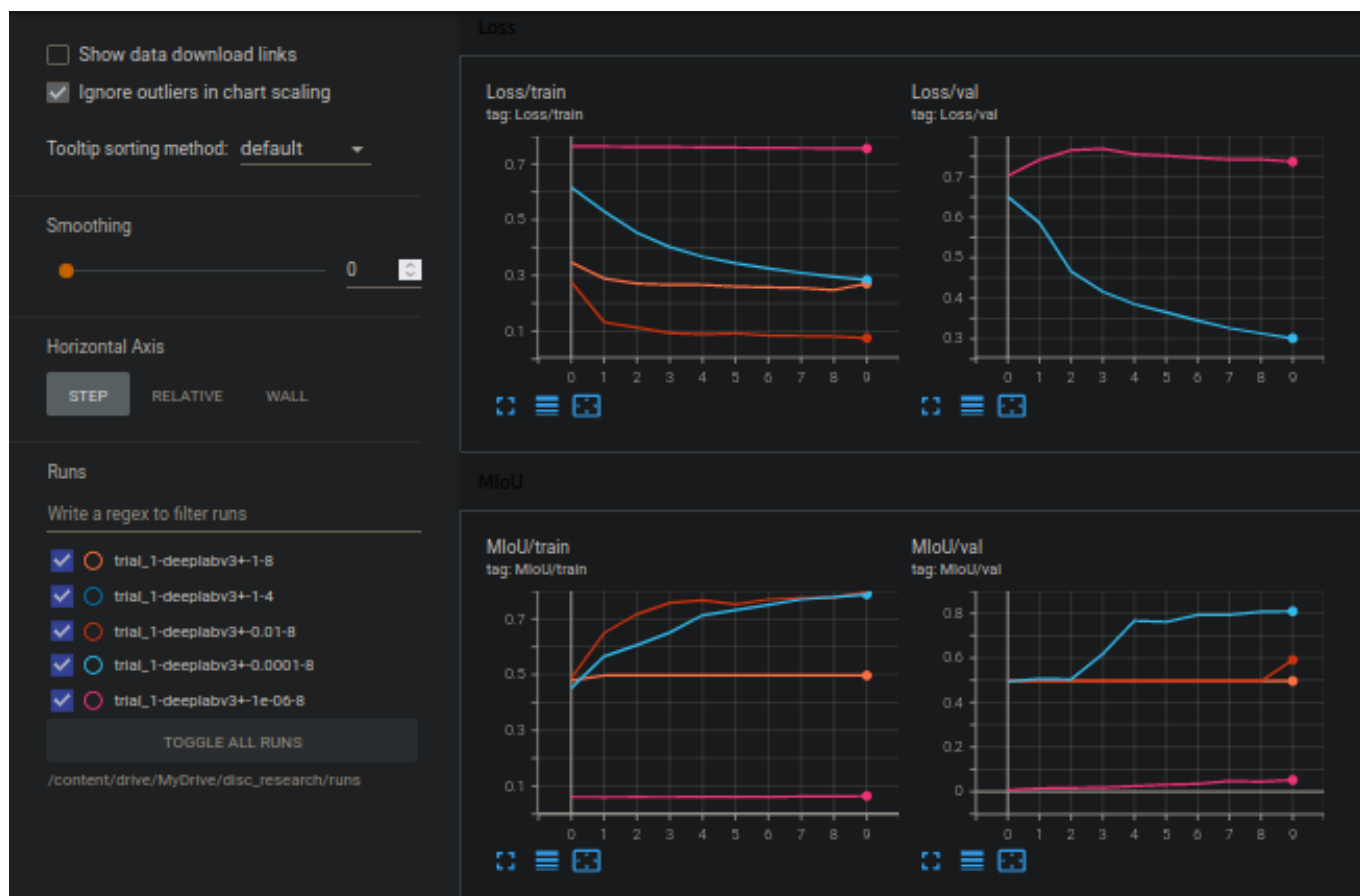 Show data download links
Ignore outliers in chart scaling
Tooltip sorting method: default
Smoothing
0
Horizontal Axis
STEP RELATIVE WALL
Runs
Write a regex to filter runs
trial_1-deeplabv3+-1-8
trial_1-deeplabv3+-1-4
trial_1-deeplabv3+-0.01-8
trial_1-deeplabv3+-0.0001-8
trial_1-deeplabv3+-1e-06-8
TOGGLE ALL RUNS
/content/drive/MyDrive/disc_research/runs
Loss
Loss/train
tag: Loss/train
0.7
0.5
0.3
0.1
0 1 2 3 4 5 6 7 8 9
Loss/val
tag: Loss/val
0.7
0.6
0.5
0.4
0.3
0 1 2 3 4 5 6 7 8 9
MIoU
MIoU/train
tag: MIoU/train
0.7
0.5
0.3
0.1
0 1 2 3 4 5 6 7 8 9
MIoU/val
tag: MIoU/val
0.8
0.6
0.4
0.2
0
0 1 2 3 4 5 6 7 8 9